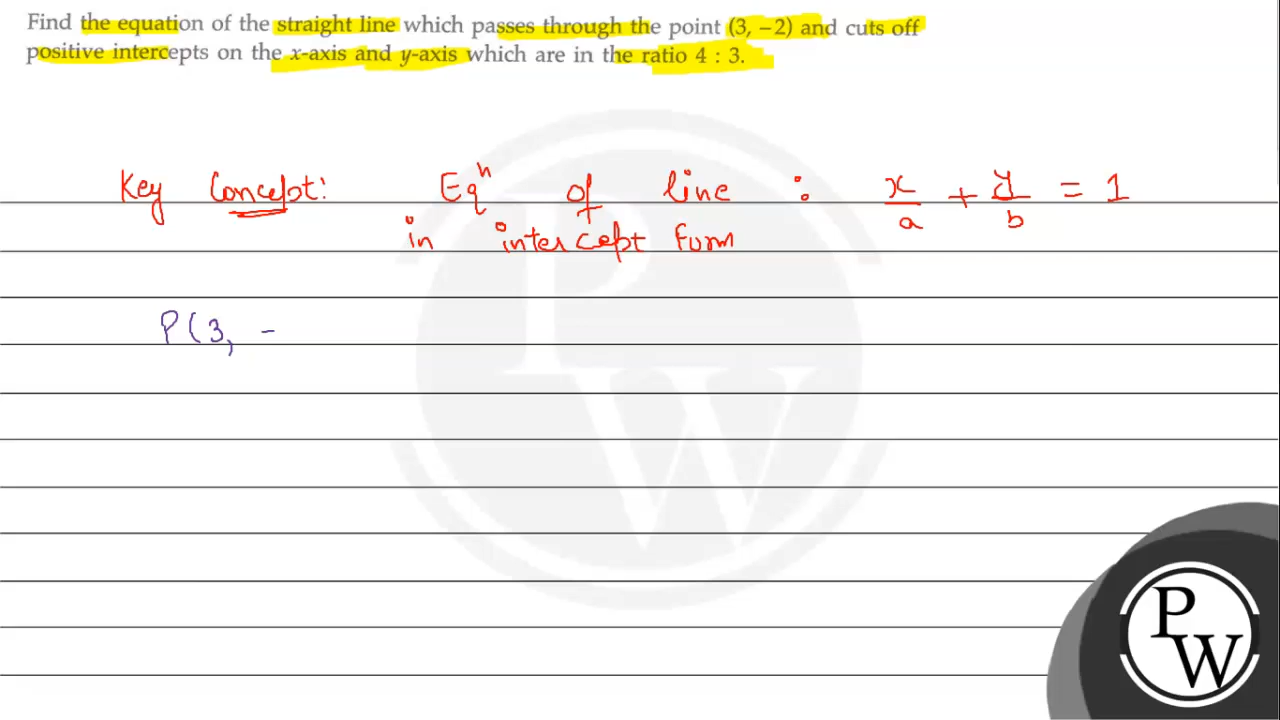 Find the equation of the straight line which passes through the point (3, −2) and cuts off
positive intercepts on the x-axis and y-axis which are in the ratio 4 : 3.
Key Concept: Eqⁿ of line : x/a + y/b = 1
in intercept form
P(3, -
PW
PW